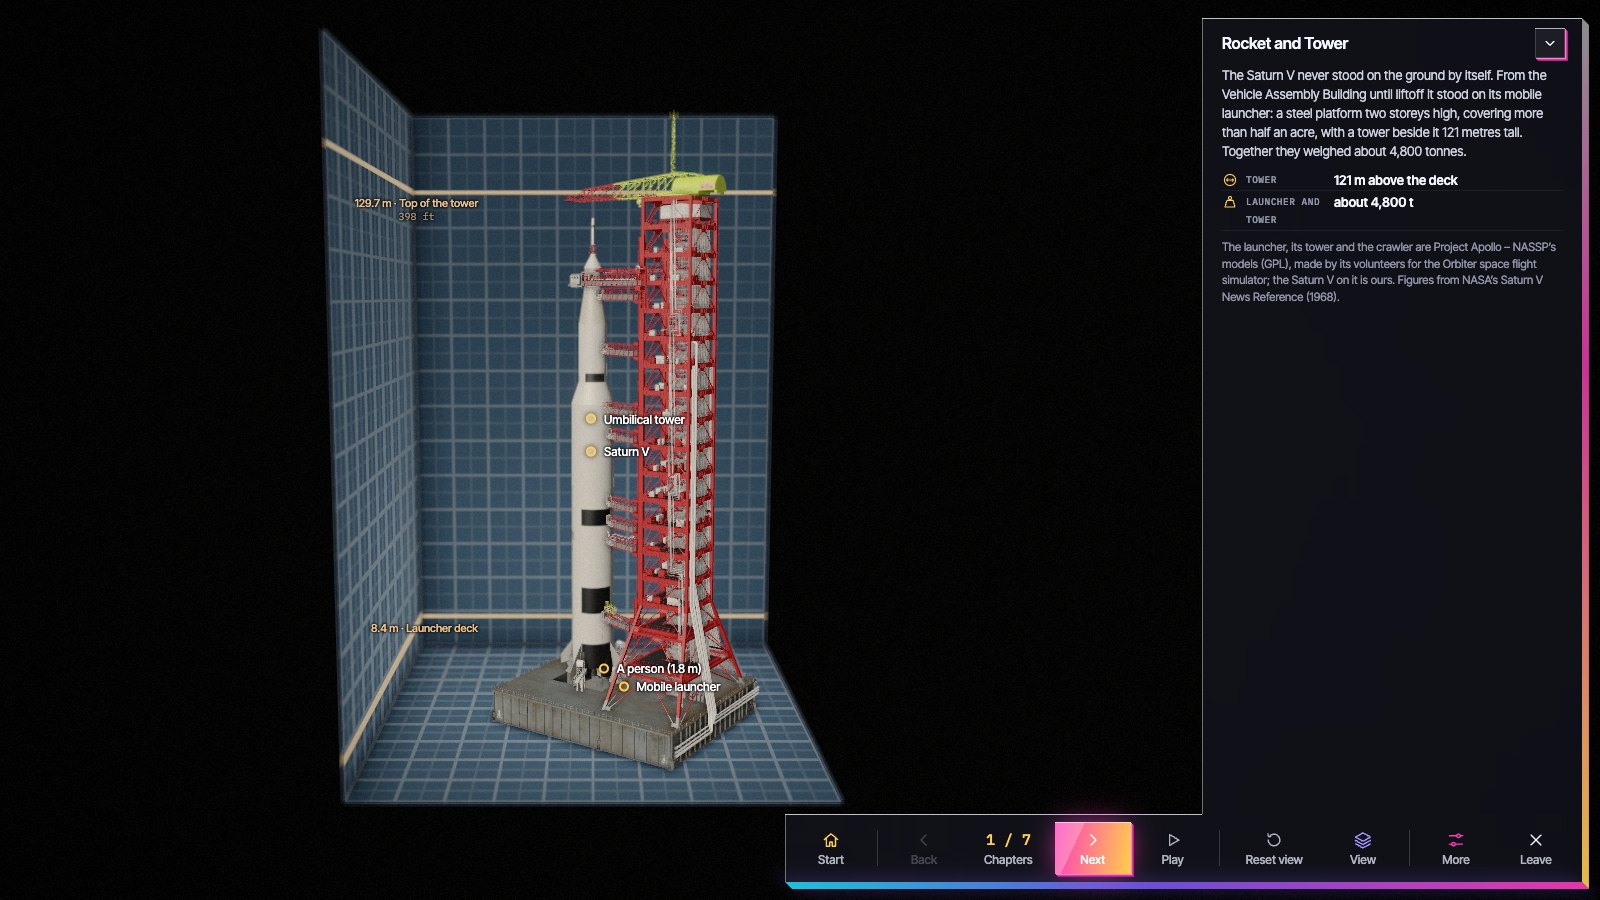 Rocket and Tower
The Saturn V never stood on the ground by itself. From the
Vehicle Assembly Building until liftoff it stood on its mobile
launcher: a steel platform two storeys high, covering more
than half an acre, with a tower beside it 121 metres tall.
Together they weighed about 4,800 tonnes.
TOWER 121 m above the deck
LAUNCHER AND TOWER about 4,800 t
The launcher, its tower and the crawler are Project Apollo – NASSP's
models (GPL), made by its volunteers for the Orbiter space flight
simulator; the Saturn V on it is ours. Figures from NASA's Saturn V
News Reference (1968).
129.7 m · Top of the tower
398 ft
Umbilical tower
Saturn V
8.4 m · Launcher deck
A person (1.8 m)
Mobile launcher
Start
Back
1 / 7
Chapters
Next
Play
Reset view
View
More
Leave